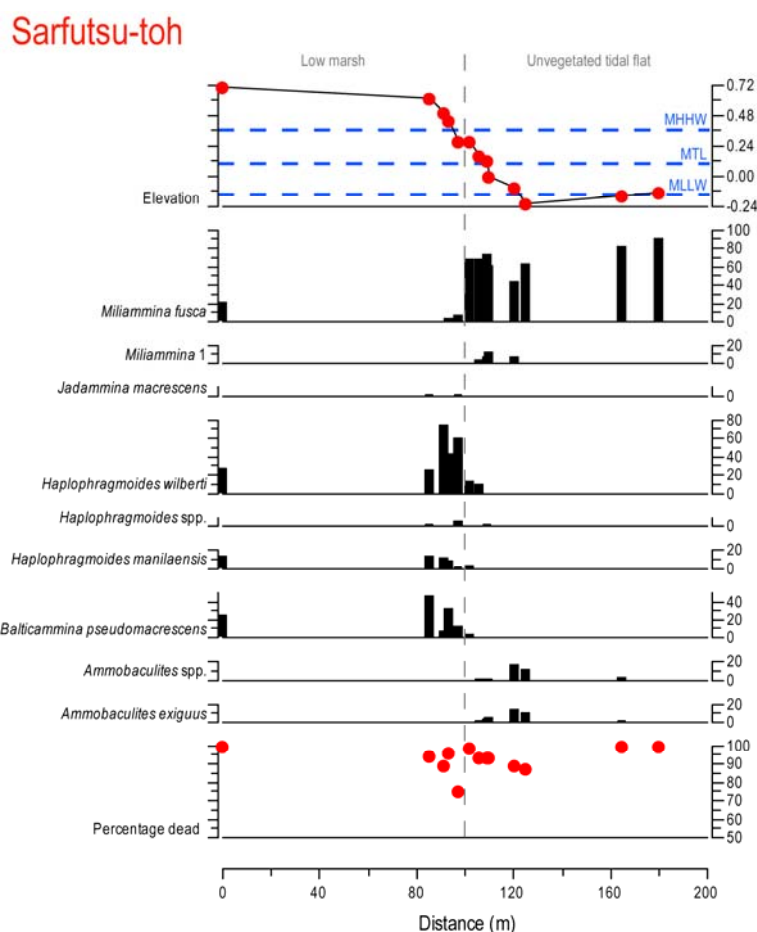 Sarfutsu-toh
Low marsh
Unvegetated tidal flat
0.72
0.48
MHHW
0.24
MTL
0.00
MLLW
Elevation
-0.24
100
80
60
40
20
Miliammina fusca
0
20
Miliammina 1
0
Jadammina macrescens
0
80
60
40
20
Haplophragmoides wilberti
0
Haplophragmoides spp.
0
20
Haplophragmoides manilaensis
0
40
20
Balticammina pseudomacrescens
0
20
Ammobaculites spp.
0
20
Ammobaculites exiguus
0
100
90
80
70
60
Percentage dead
50
0 40 80 120 160 200
Distance (m)